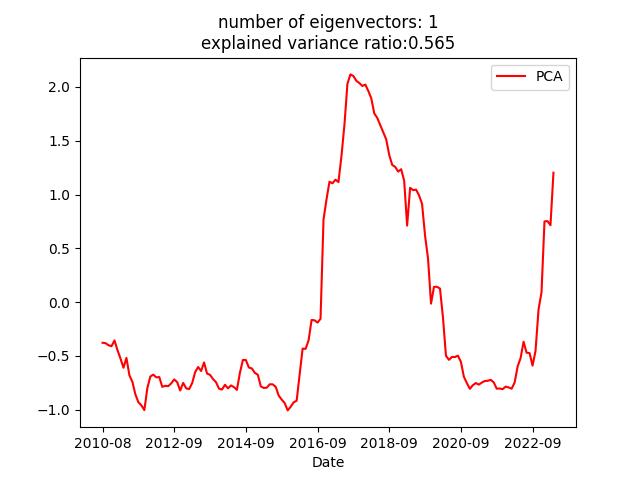 number of eigenvectors: 1
explained variance ratio:0.565
PCA
2.0
1.5
1.0
0.5
0.0
−0.5
−1.0
2010-08 2012-09 2014-09 2016-09 2018-09 2020-09 2022-09
Date